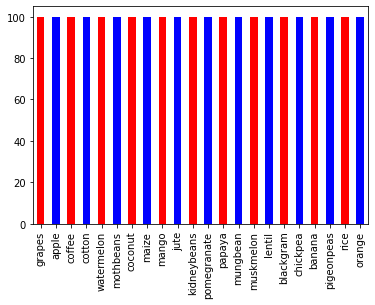 100
80
60
40
20
0
grapes
apple
coffee
cotton
watermelon
mothbeans
coconut
maize
mango
jute
kidneybeans
pomegranate
papaya
mungbean
muskmelon
lentil
blackgram
chickpea
banana
pigeonpeas
rice
orange